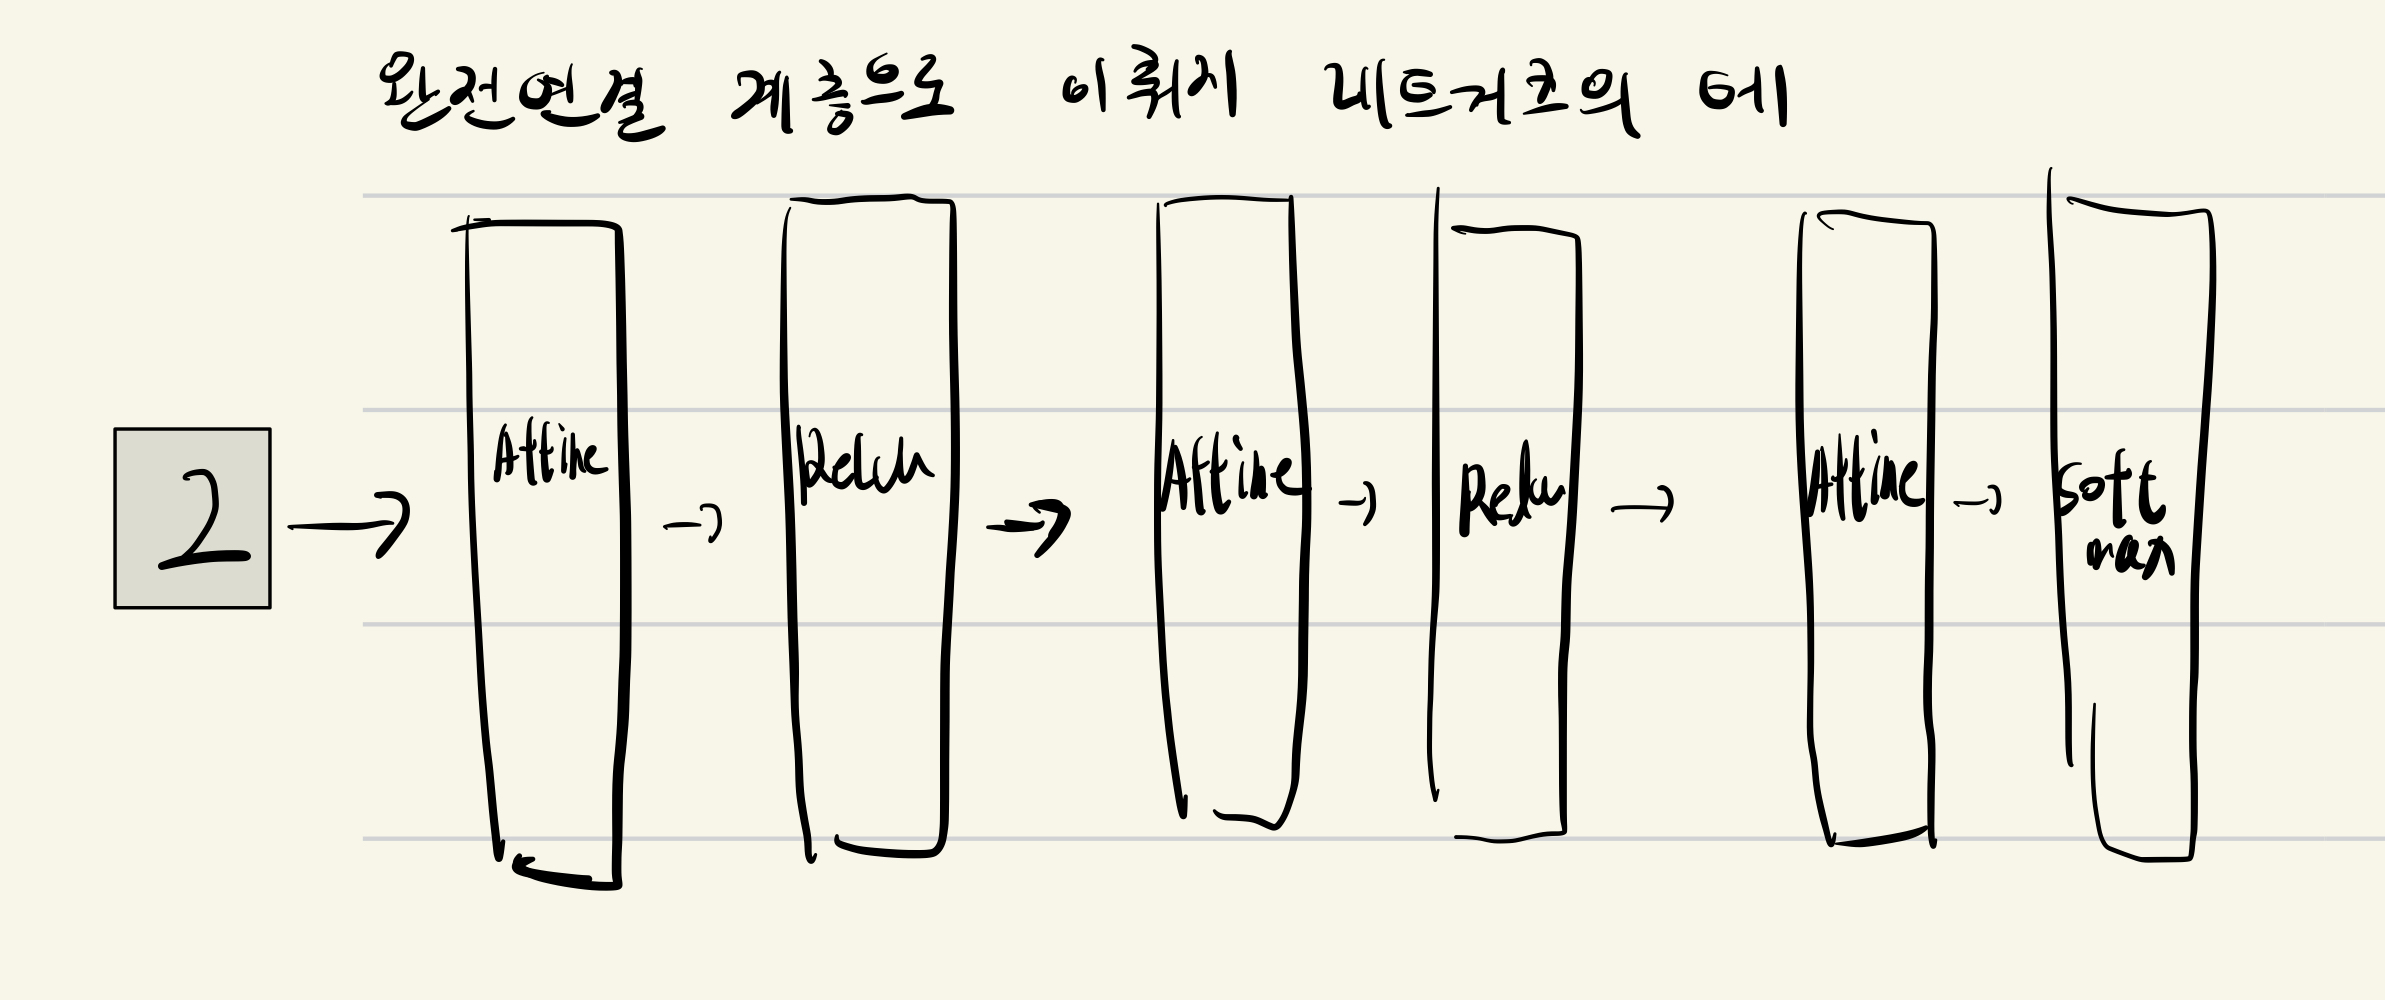 완전연결 계층으로 이뤄지 네트워크의 예
2 → Affine → Relu → Affine → Relu → Affine → Soft
max